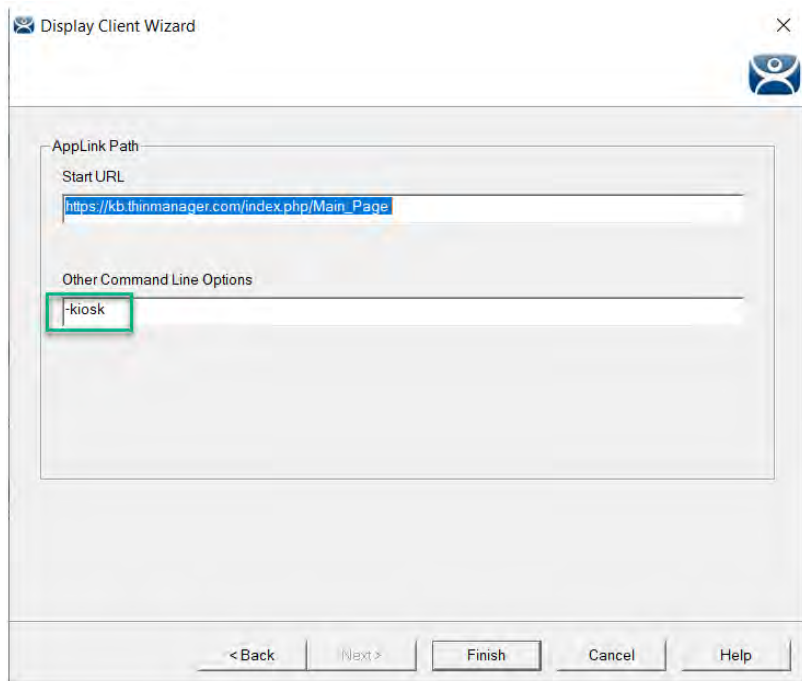 Display Client Wizard
AppLink Path
Start URL
https://kb.thinmanager.com/index.php/Main_Page
Other Command Line Options
-kiosk
< Back Next > Finish Cancel Help